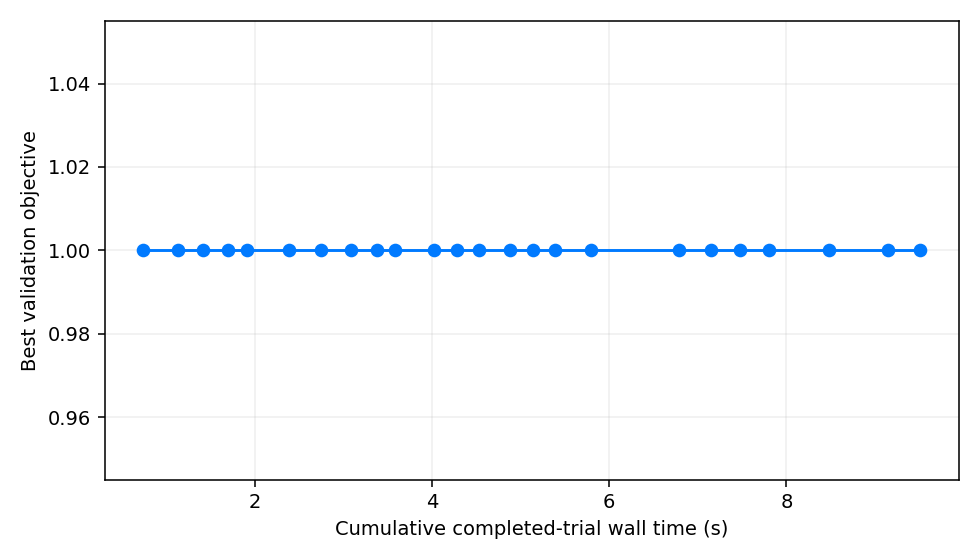 1.04
1.02
1.00
0.98
0.96
Best validation objective
2 4 6 8
Cumulative completed-trial wall time (s)